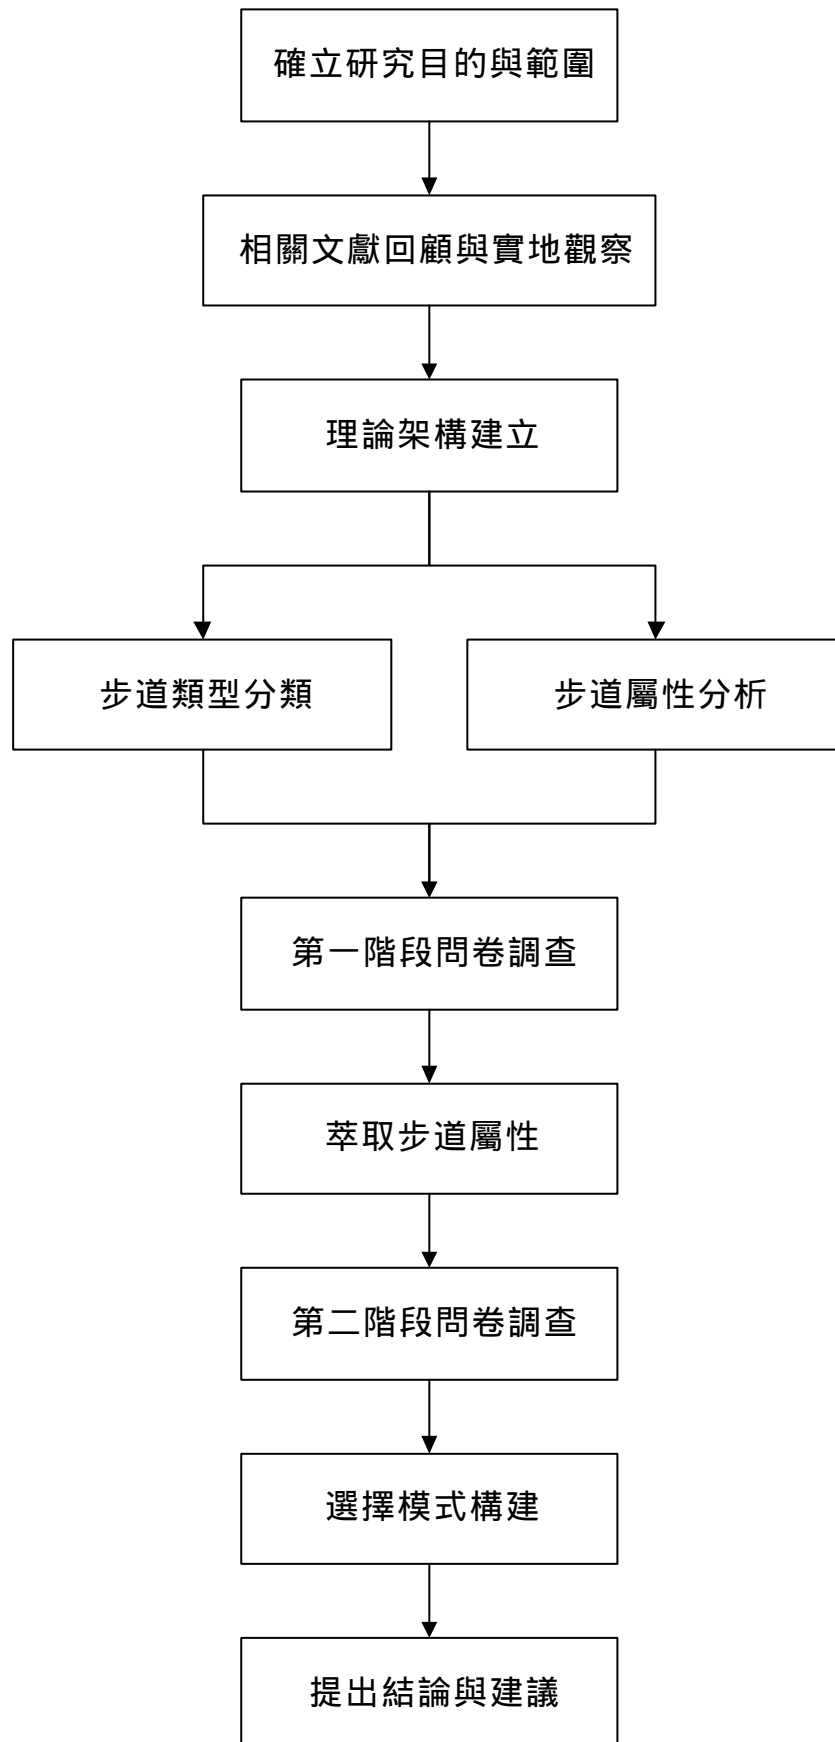 確立研究目的與範圍
相關文獻回顧與實地觀察
理論架構建立
步道類型分類
步道屬性分析
第一階段問卷調查
萃取步道屬性
第二階段問卷調查
選擇模式構建
提出結論與建議